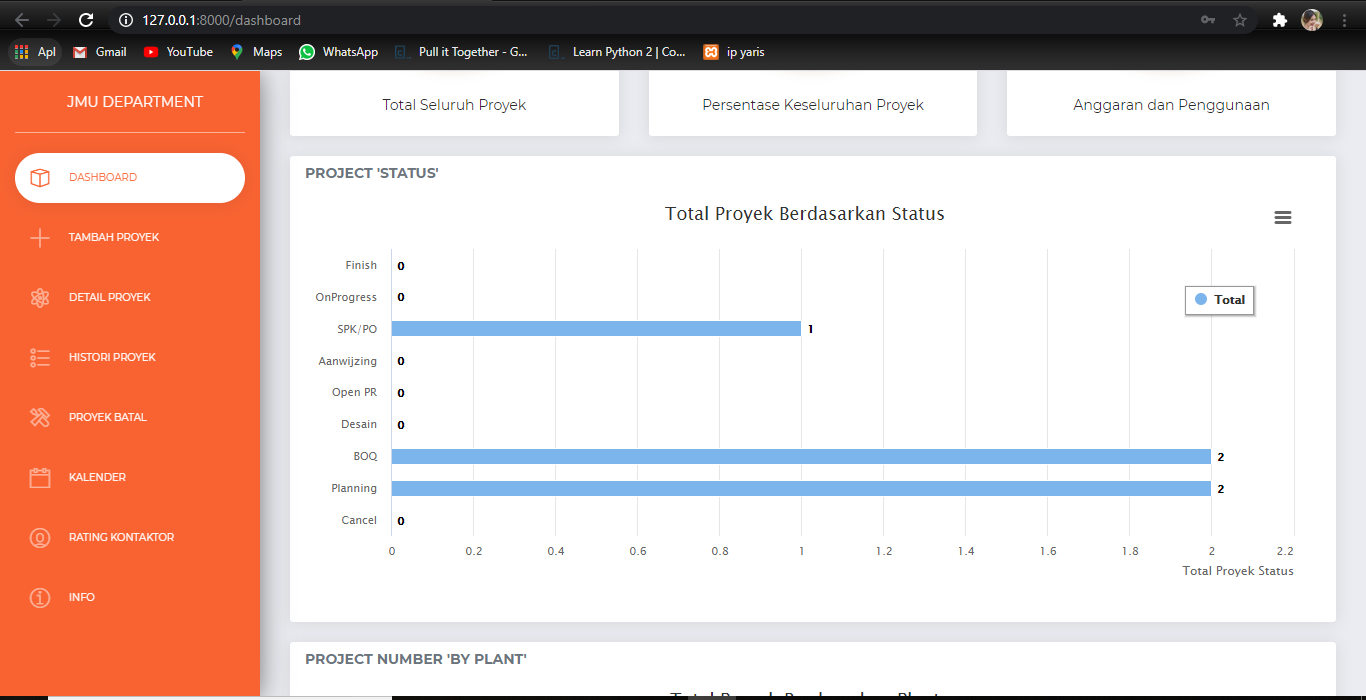 127.0.0.1:8000/dashboard
Apl Gmail YouTube Maps WhatsApp Pull it Together - G... Learn Python 2 | Co... ip yaris
JMU DEPARTMENT
DASHBOARD
TAMBAH PROYEK
DETAIL PROYEK
HISTORI PROYEK
PROYEK BATAL
KALENDER
RATING KONTAKTOR
INFO
Total Seluruh Proyek
Persentase Keseluruhan Proyek
Anggaran dan Penggunaan
PROJECT 'STATUS'
Total Proyek Berdasarkan Status
Total
Finish 0
OnProgress 0
SPK/PO 1
Aanwijzing 0
Open PR 0
Desain 0
BOQ 2
Planning 2
Cancel 0
0 0.2 0.4 0.6 0.8 1 1.2 1.4 1.6 1.8 2 2.2
Total Proyek Status
PROJECT NUMBER 'BY PLANT'